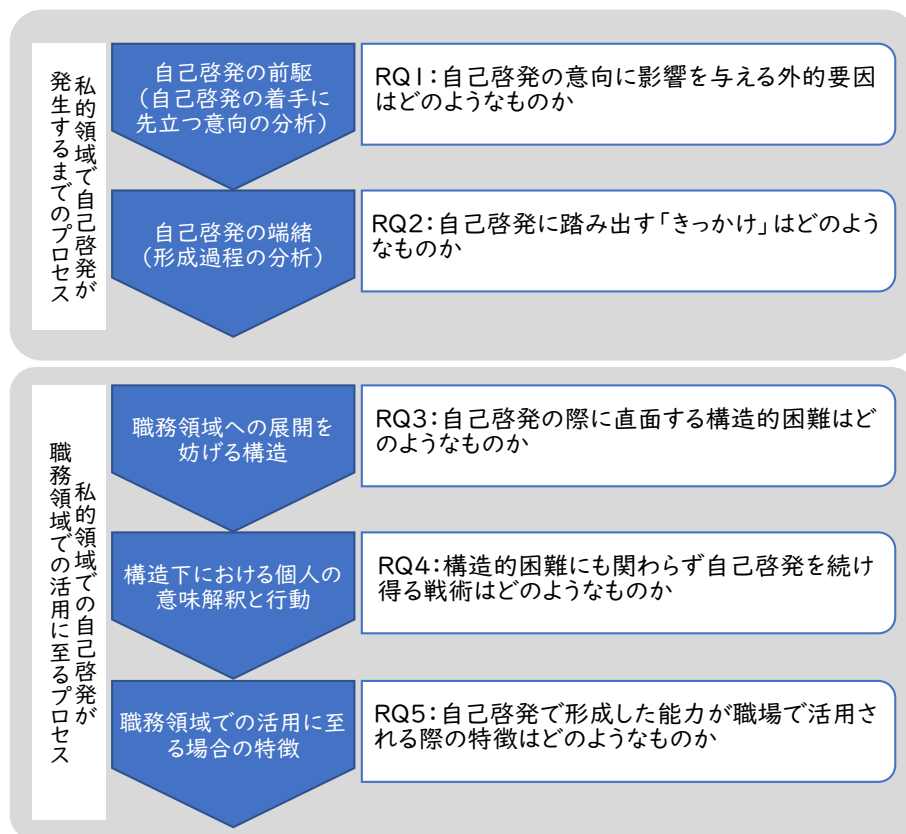 私的領域で自己啓発が
発生するまでのプロセス
自己啓発の前駆
(自己啓発の着手に
先立つ意向の分析)
RQ1:自己啓発の意向に影響を与える外的要因
はどのようなものか
自己啓発の端緒
(形成過程の分析)
RQ2:自己啓発に踏み出す「きっかけ」はどのよう
なものか
私的領域での自己啓発が
職務領域での活用に至るプロセス
職務領域への展開を
妨げる構造
RQ3:自己啓発の際に直面する構造的困難はど
のようなものか
構造下における個人の
意味解釈と行動
RQ4:構造的困難にも関わらず自己啓発を続け
得る戦術はどのようなものか
職務領域での活用に至
る場合の特徴
RQ5:自己啓発で形成した能力が職場で活用さ
れる際の特徴はどのようなものか